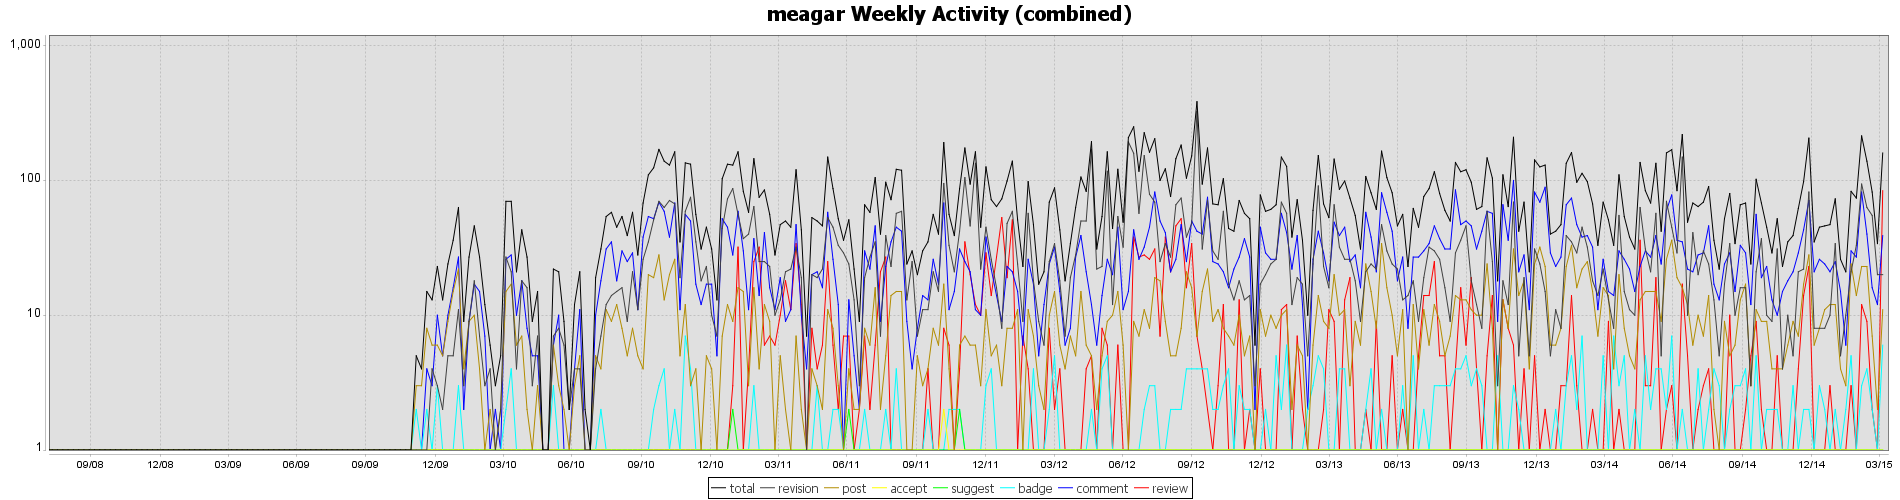 meagar Weekly Activity (combined)
1,000
100
10
1
09/08 12/08 03/09 06/09 09/09 12/09 03/10 06/10 09/10 12/10 03/11 06/11 09/11 12/11 03/12 06/12 09/12 12/12 03/13 06/13 09/13 12/13 03/14 06/14 09/14 12/14 03/15
total revision post accept suggest badge comment review